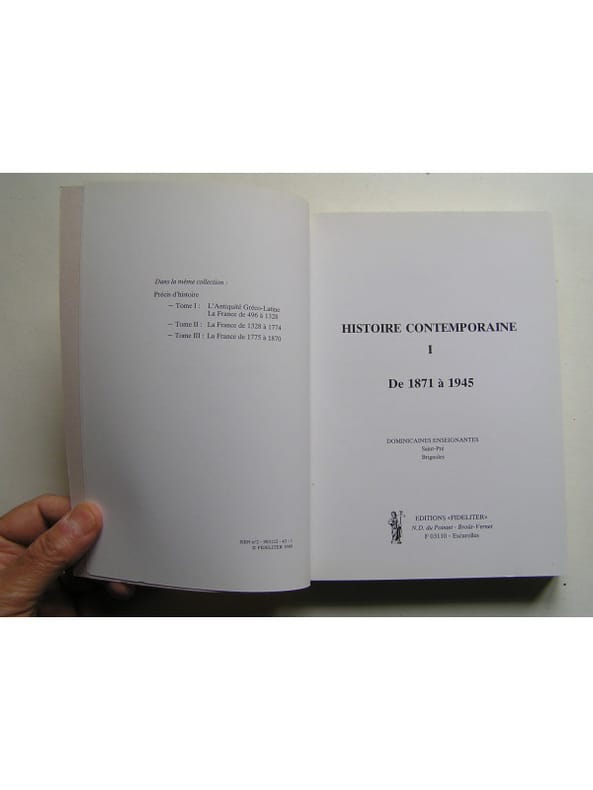 Dans la même collection :
Précis d'histoire
— Tome I : L'Antiquité Gréco-Latine
La France de 496 à 1328
— Tome II : La France de 1328 à 1774
— Tome III : La France de 1775 à 1870
© FIDELITER
HISTOIRE CONTEMPORAINE
I
De 1871 à 1945
DOMINICAINES ENSEIGNANTES
Saint-Pré
Brignoles
EDITIONS «FIDELITER»
N.D. du Pointet - Broût-Vernet
F 03110 - Escurolles